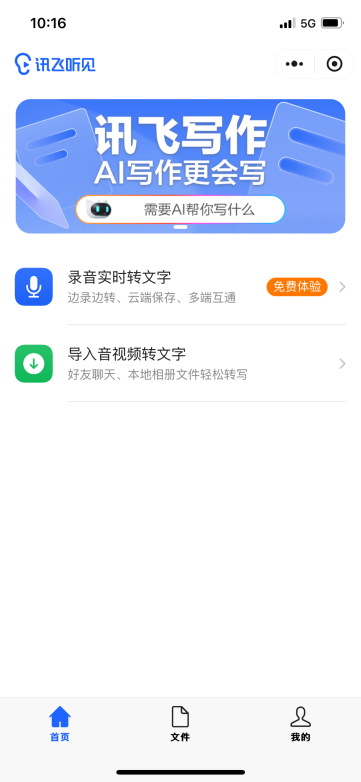 10:16
5G
讯飞听见
讯飞写作
AI写作更会写
需要AI帮你写什么
录音实时转文字
边录边转、云端保存、多端互通
免费体验
导入音视频转文字
好友聊天、本地相册文件轻松转写
首页
文件
我的